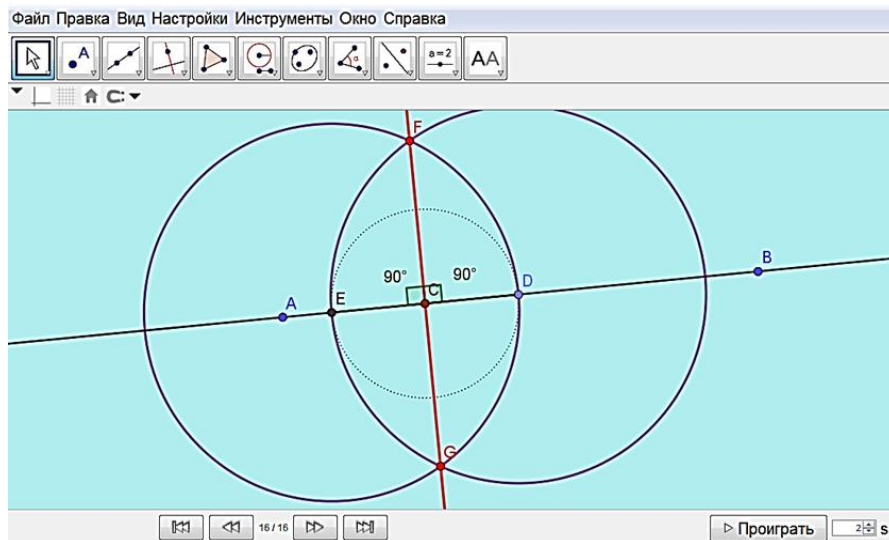 Файл Правка Вид Настройки Инструменты Окно Справка
A α a=2 AA
F
90° C 90° D B
A E
G
16 / 16 Проиграть 2 s